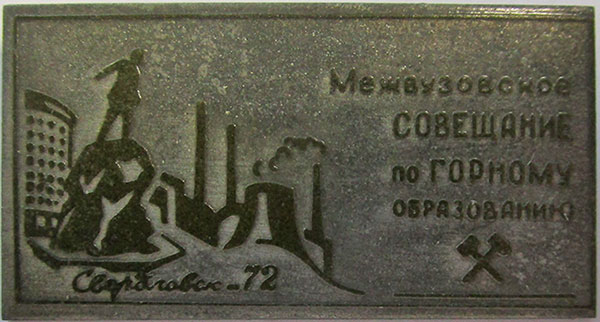 Межвузовское
СОВЕЩАНИЕ
по ГОРНОМУ
ОБРАЗОВАНИЮ
Свердловск-72